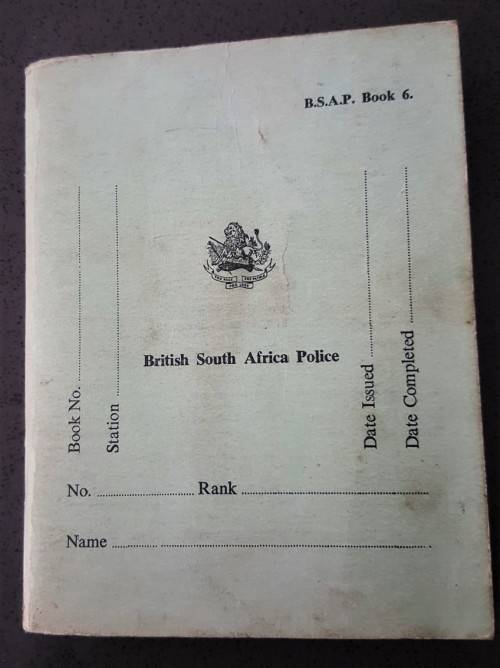 B.S.A.P. Book 6.
British South Africa Police
Book No. ....................
Station ....................
Date Issued ....................
Date Completed ....................
No. .................... Rank ....................
Name ....................